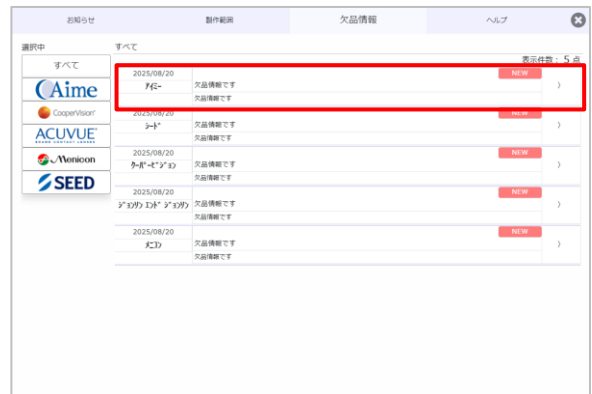 お知らせ
製作範囲
欠品情報
ヘルプ
選択中
すべて
すべて
表示件数： 5 点
Aime
CooperVision
ACUVUE
Menicon
SEED
2025/08/20
NEW
ｱｲﾐｰ
欠品情報です
欠品情報です
〉
2025/08/20
NEW
ｼｰﾄﾞ
欠品情報です
欠品情報です
〉
2025/08/20
NEW
ｸｰﾊﾟｰﾋﾞｼﾞｮﾝ
欠品情報です
欠品情報です
〉
2025/08/20
NEW
ｼﾞｮﾝｿﾝ ｴﾝﾄﾞ ｼﾞｮﾝｿﾝ
欠品情報です
欠品情報です
〉
2025/08/20
NEW
ﾒﾆｺﾝ
欠品情報です
欠品情報です
〉